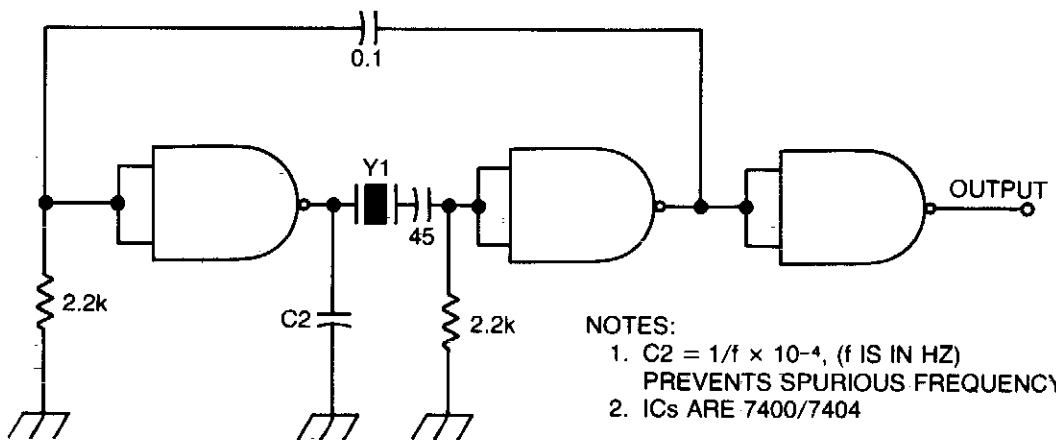 0.1
Y1
OUTPUT
45
2.2k
C2
2.2k
NOTES:
1. C2 = 1/f × 10⁻⁴, (f IS IN HZ)
PREVENTS SPURIOUS FREQUENCY
2. ICs ARE 7400/7404